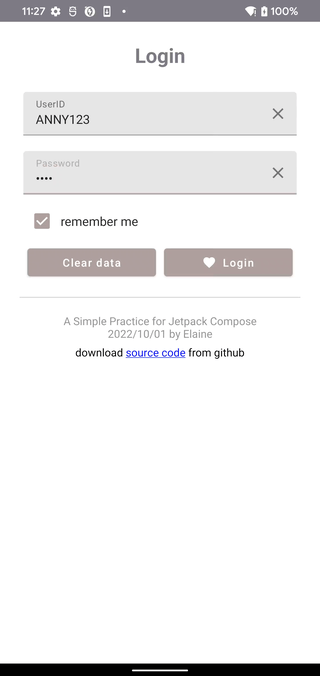 11:27
100%
Login
UserID
ANNY123
Password
••••
remember me
Clear data
Login
A Simple Practice for Jetpack Compose
2022/10/01 by Elaine
download source code from github